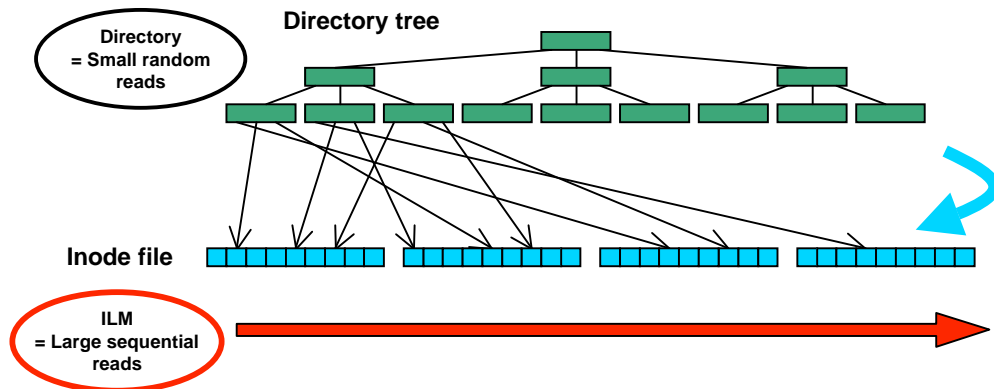 Directory tree
Directory
= Small random
reads
Inode file
ILM
= Large sequential
reads